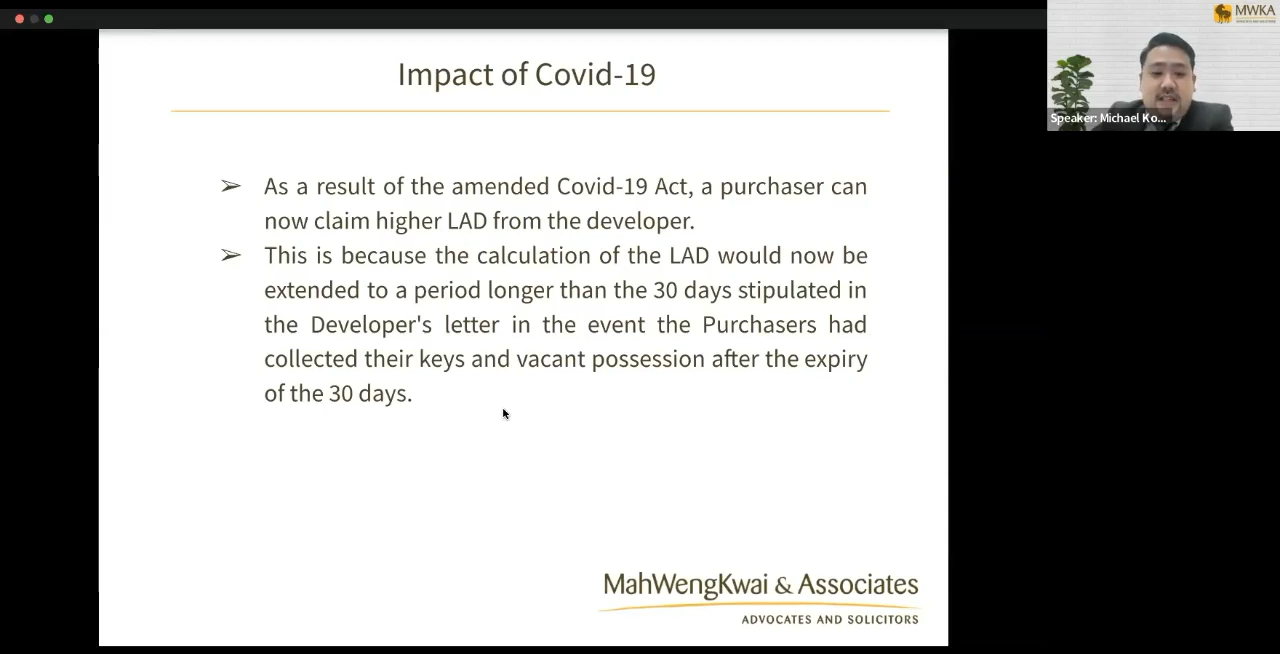 MWKA
Impact of Covid-19
Speaker: Michael Ko...
➢ As a result of the amended Covid-19 Act, a purchaser can
now claim higher LAD from the developer.
➢ This is because the calculation of the LAD would now be
extended to a period longer than the 30 days stipulated in
the Developer's letter in the event the Purchasers had
collected their keys and vacant possession after the expiry
of the 30 days.
MahWengKwai & Associates
ADVOCATES AND SOLICITORS